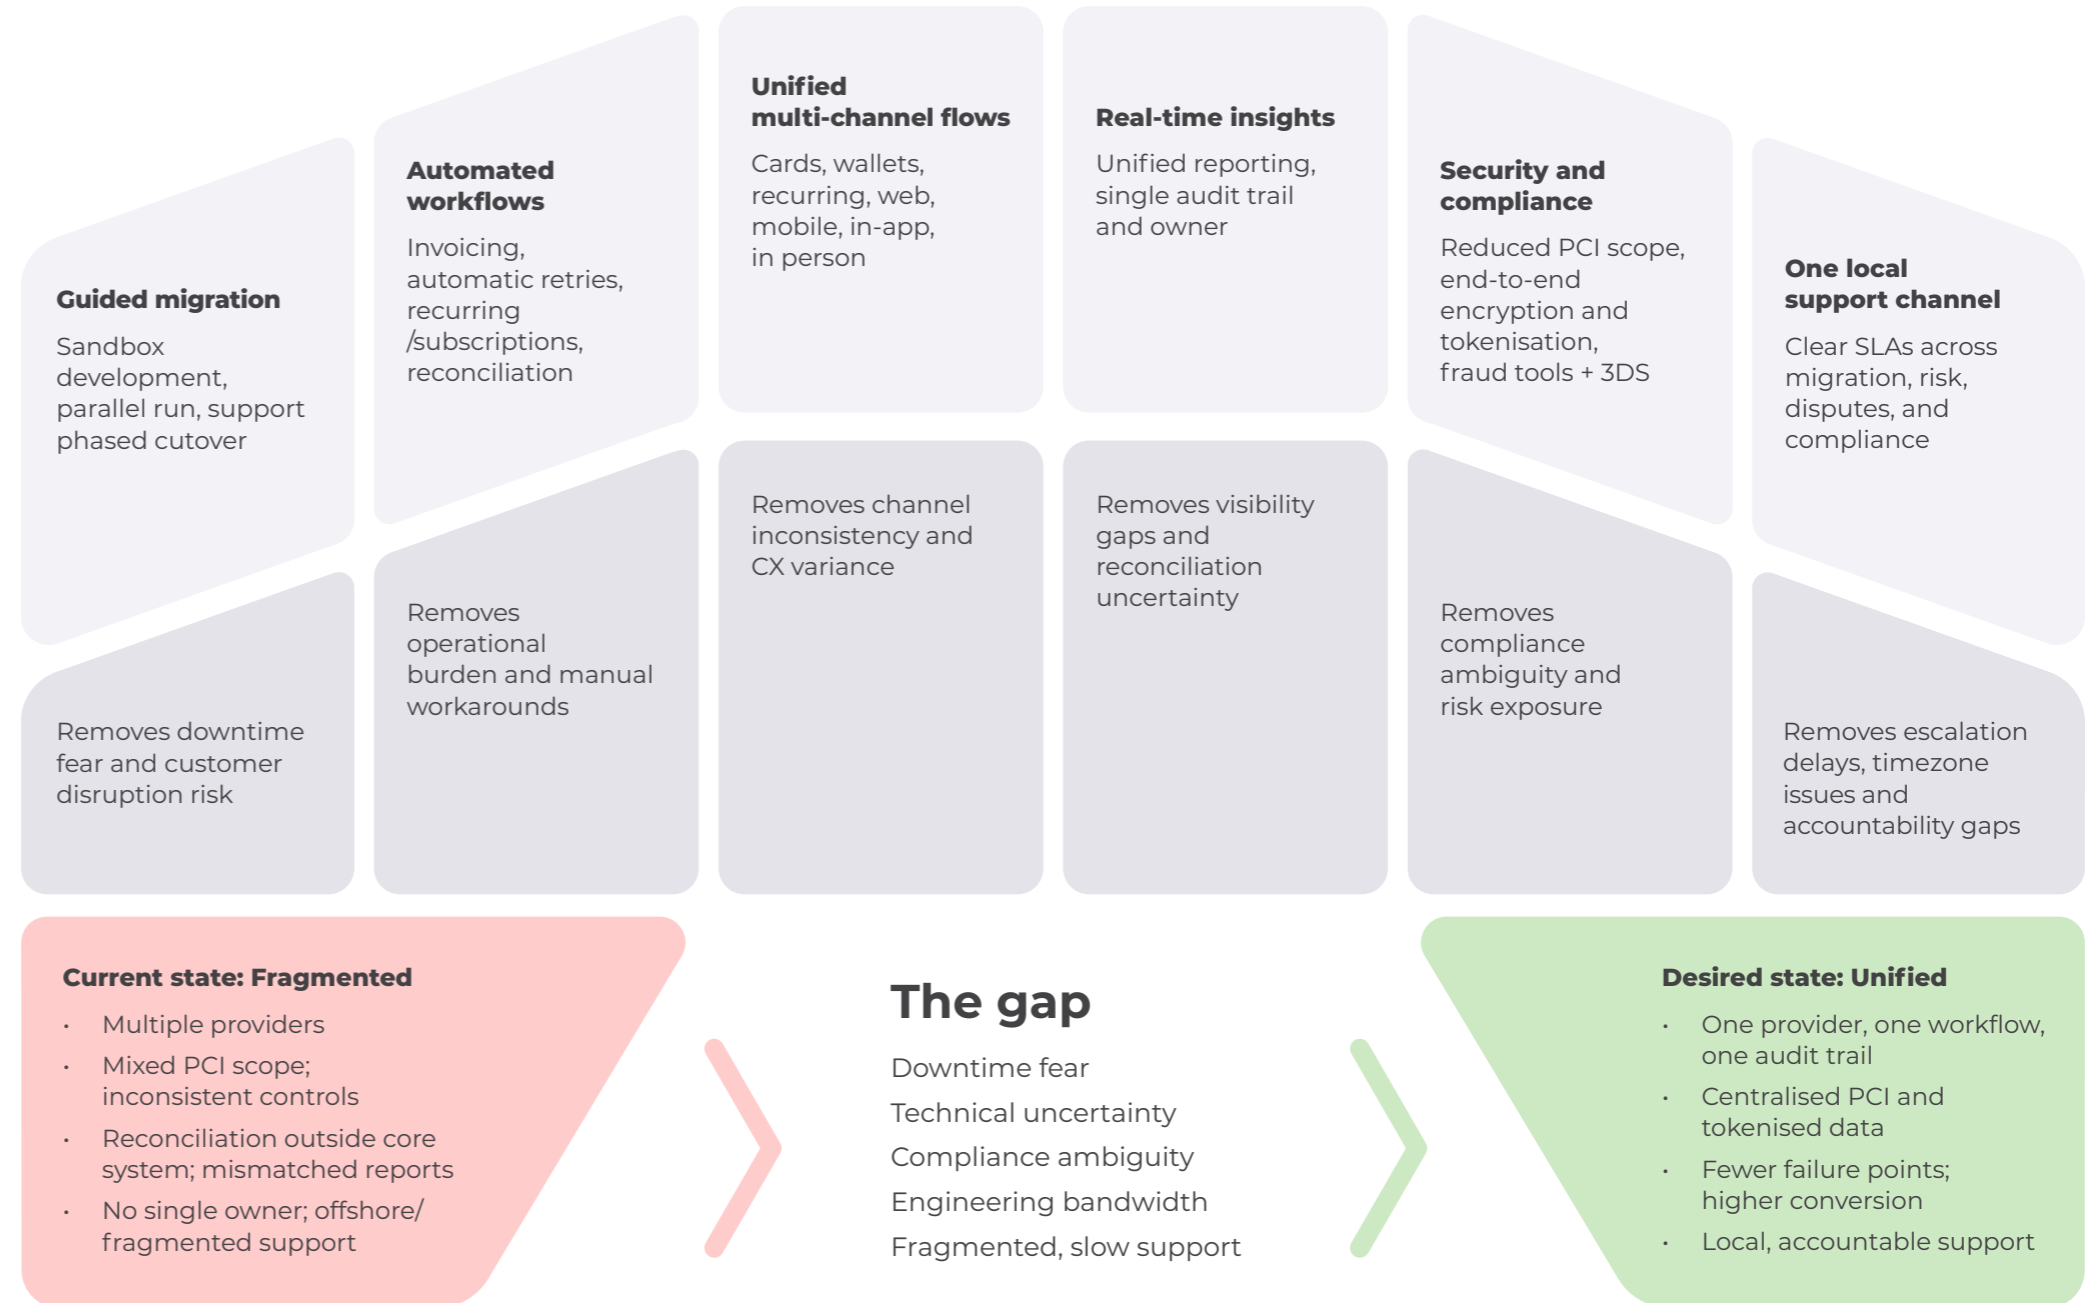 Guided migration
Sandbox
development,
parallel run, support
phased cutover
Automated
workflows
Invoicing,
automatic retries,
recurring
/subscriptions,
reconciliation
Unified
multi-channel flows
Cards, wallets,
recurring, web,
mobile, in-app,
in person
Real-time insights
Unified reporting,
single audit trail
and owner
Security and
compliance
Reduced PCI scope,
end-to-end
encryption and
tokenisation,
fraud tools + 3DS
One local
support channel
Clear SLAs across
migration, risk,
disputes, and
compliance
Removes downtime
fear and customer
disruption risk
Removes
operational
burden and manual
workarounds
Removes channel
inconsistency and
CX variance
Removes visibility
gaps and
reconciliation
uncertainty
Removes
compliance
ambiguity and
risk exposure
Removes escalation
delays, timezone
issues and
accountability gaps
Current state: Fragmented
• Multiple providers
• Mixed PCI scope;
inconsistent controls
• Reconciliation outside core
system; mismatched reports
• No single owner; offshore/
fragmented support
The gap
Downtime fear
Technical uncertainty
Compliance ambiguity
Engineering bandwidth
Fragmented, slow support
Desired state: Unified
• One provider, one workflow,
one audit trail
• Centralised PCI and
tokenised data
• Fewer failure points;
higher conversion
• Local, accountable support